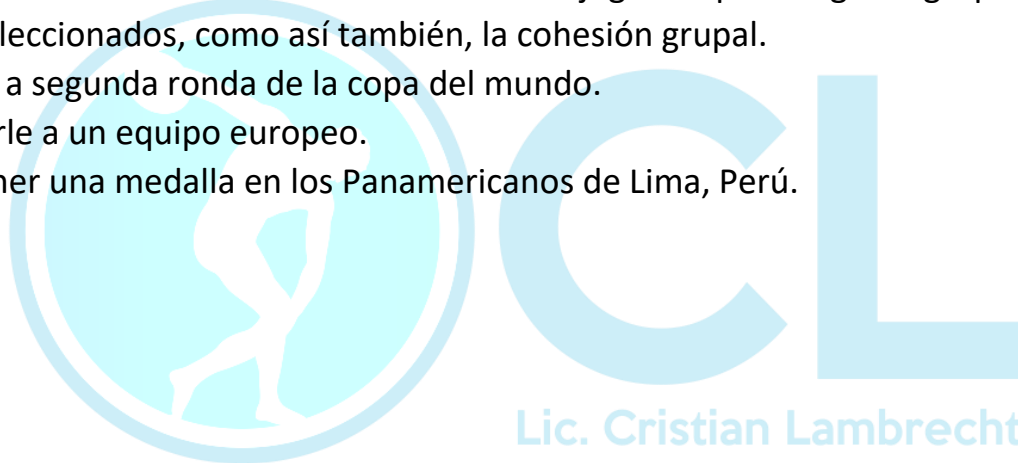 leccionados, como así también, la cohesión grupal.
a segunda ronda de la copa del mundo.
rle a un equipo europeo.
ner una medalla en los Panamericanos de Lima, Perú.
CL
Lic. Cristian Lambrecht